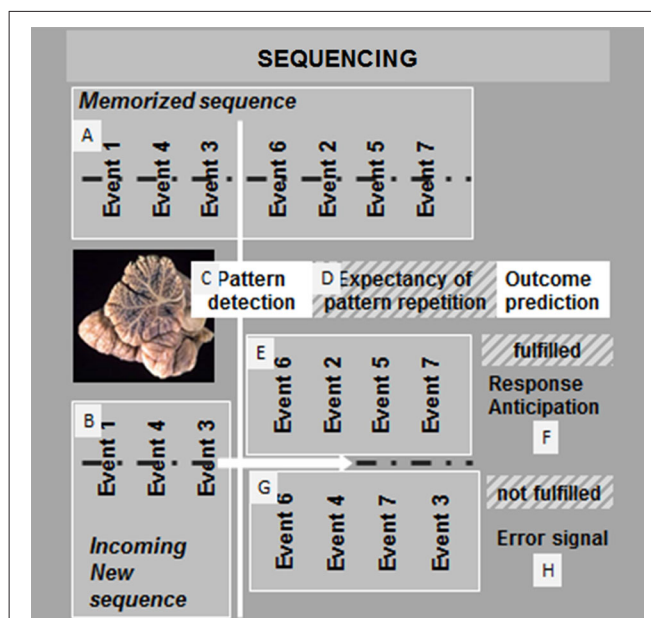 SEQUENCING
Memorized sequence
A
Event 1
Event 4
Event 3
Event 6
Event 2
Event 5
Event 7
C Pattern
detection
D Expectancy of
pattern repetition
Outcome
prediction
E
Event 6
Event 2
Event 5
Event 7
fulfilled
Response
Anticipation
F
B
Event 1
Event 4
Event 3
Incoming
New
sequence
G
Event 6
Event 4
Event 7
Event 3
not fulfilled
Error signal
H